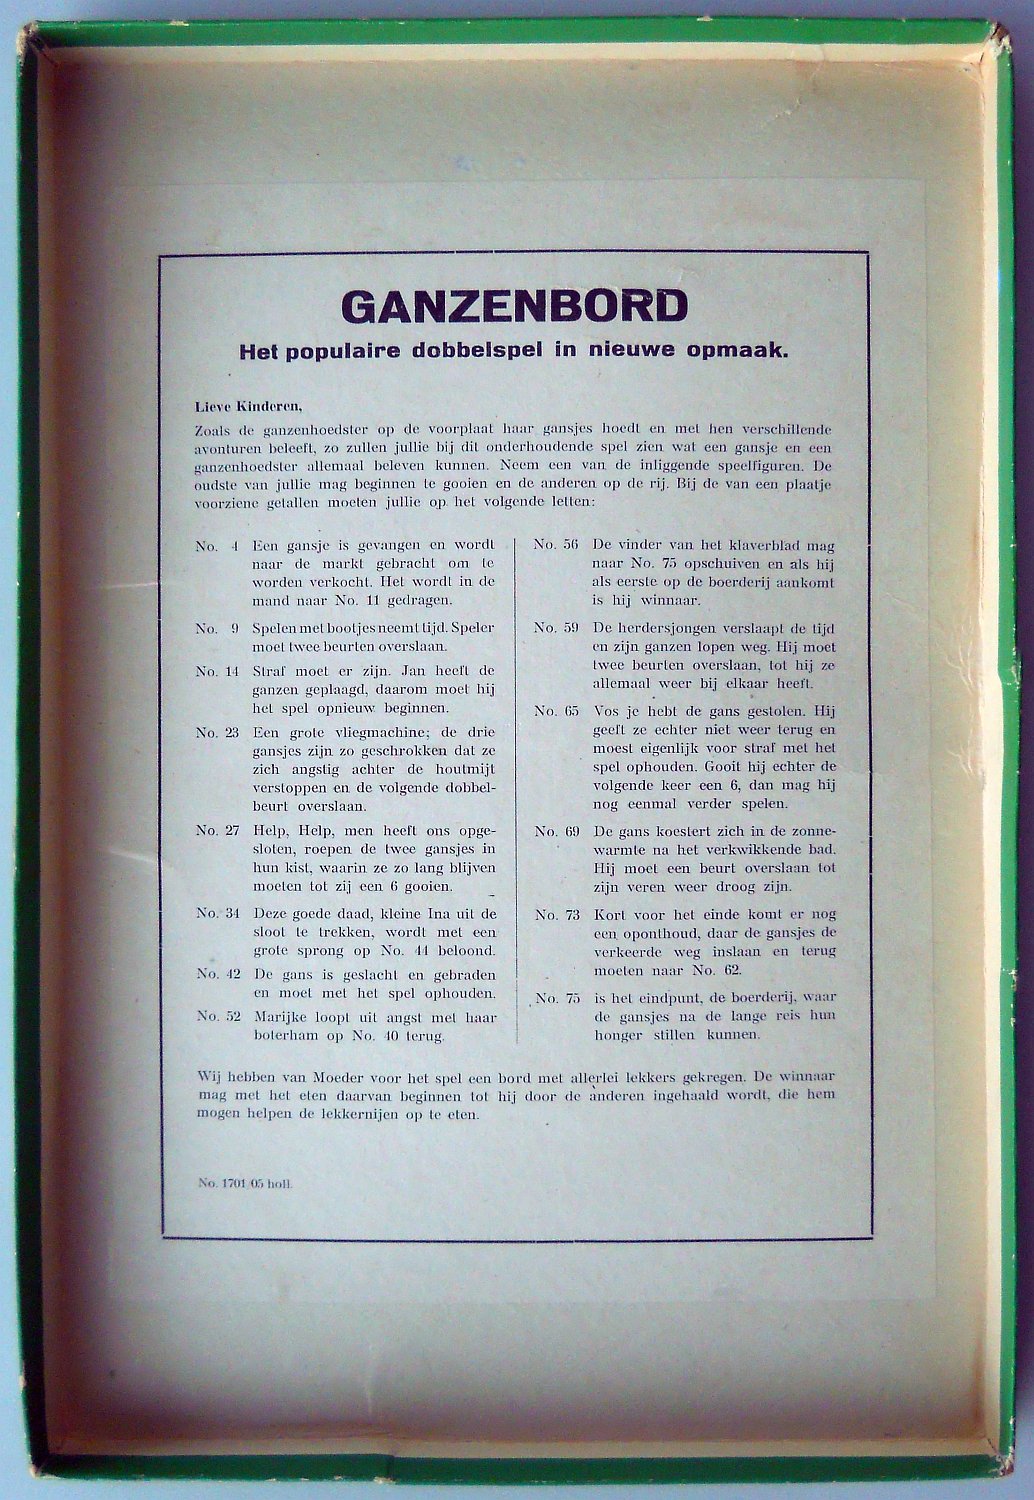 GANZENBORD
Het populaire dobbelspel in nieuwe opmaak.
Lieve Kinderen,
Zoals de ganzenhoedster op de voorplaat haar gansjes hoedt en met hen verschillende
avonturen beleeft, zo zullen jullie bij dit onderhoudende spel zien wat een gansje en een
ganzenhoedster allemaal beleven kunnen. Neem een van de inliggende speelfiguren. De
oudste van jullie mag beginnen te gooien en de anderen op de rij. Bij de van een plaatje
voorziene getallen moeten jullie op het volgende letten:
No. 4 Een gansje is gevangen en wordt
naar de markt gebracht om te
worden verkocht. Het wordt in de
mand naar No. 11 gedragen.
No. 9 Spelen met bootjes neemt tijd. Speler
moet twee beurten overslaan.
No. 14 Straf moet er zijn. Jan heeft de
ganzen geplaagd, daarom moet hij
het spel opnieuw beginnen.
No. 23 Een grote vliegmachine; de drie
gansjes zijn zo geschrokken dat ze
zich angstig achter de houtmijt
verstoppen en de volgende dobbel-
beurt overslaan.
No. 27 Help, Help, men heeft ons opge-
sloten, roepen de twee gansjes in
hun kist, waarin ze zo lang blijven
moeten tot zij een 6 gooien.
No. 34 Deze goede daad, kleine Ina uit de
sloot te trekken, wordt met een
grote sprong op No. 44 beloond.
No. 42 De gans is geslacht en gebraden
en moet met het spel ophouden.
No. 52 Marijke loopt uit angst met haar
boterham op No. 40 terug.
No. 56 De vinder van het klaverblad mag
naar No. 75 opschuiven en als hij
als eerste op de boerderij aankomt
is hij winnaar.
No. 59 De herdersjongen verslaapt de tijd
en zijn ganzen lopen weg. Hij moet
twee beurten overslaan, tot hij ze
allemaal weer bij elkaar heeft.
No. 65 Vos je hebt de gans gestolen. Hij
geeft ze echter niet weer terug en
moest eigenlijk voor straf met het
spel ophouden. Gooit hij echter de
volgende keer een 6, dan mag hij
nog eenmal verder spelen.
No. 69 De gans koestert zich in de zonne-
warmte na het verkwikkende bad.
Hij moet een beurt overslaan tot
zijn veren weer droog zijn.
No. 73 Kort voor het einde komt er nog
een oponthoud, daar de gansjes de
verkeerde weg inslaan en terug
moeten naar No. 62.
No. 75 is het eindpunt, de boerderij, waar
de gansjes na de lange reis hun
honger stillen kunnen.
Wij hebben van Moeder voor het spel een bord met allerlei lekkers gekregen. De winnaar
mag met het eten daarvan beginnen tot hij door de anderen ingehaald wordt, die hem
mogen helpen de lekkernijen op te eten.
No. 1701/05 holl.